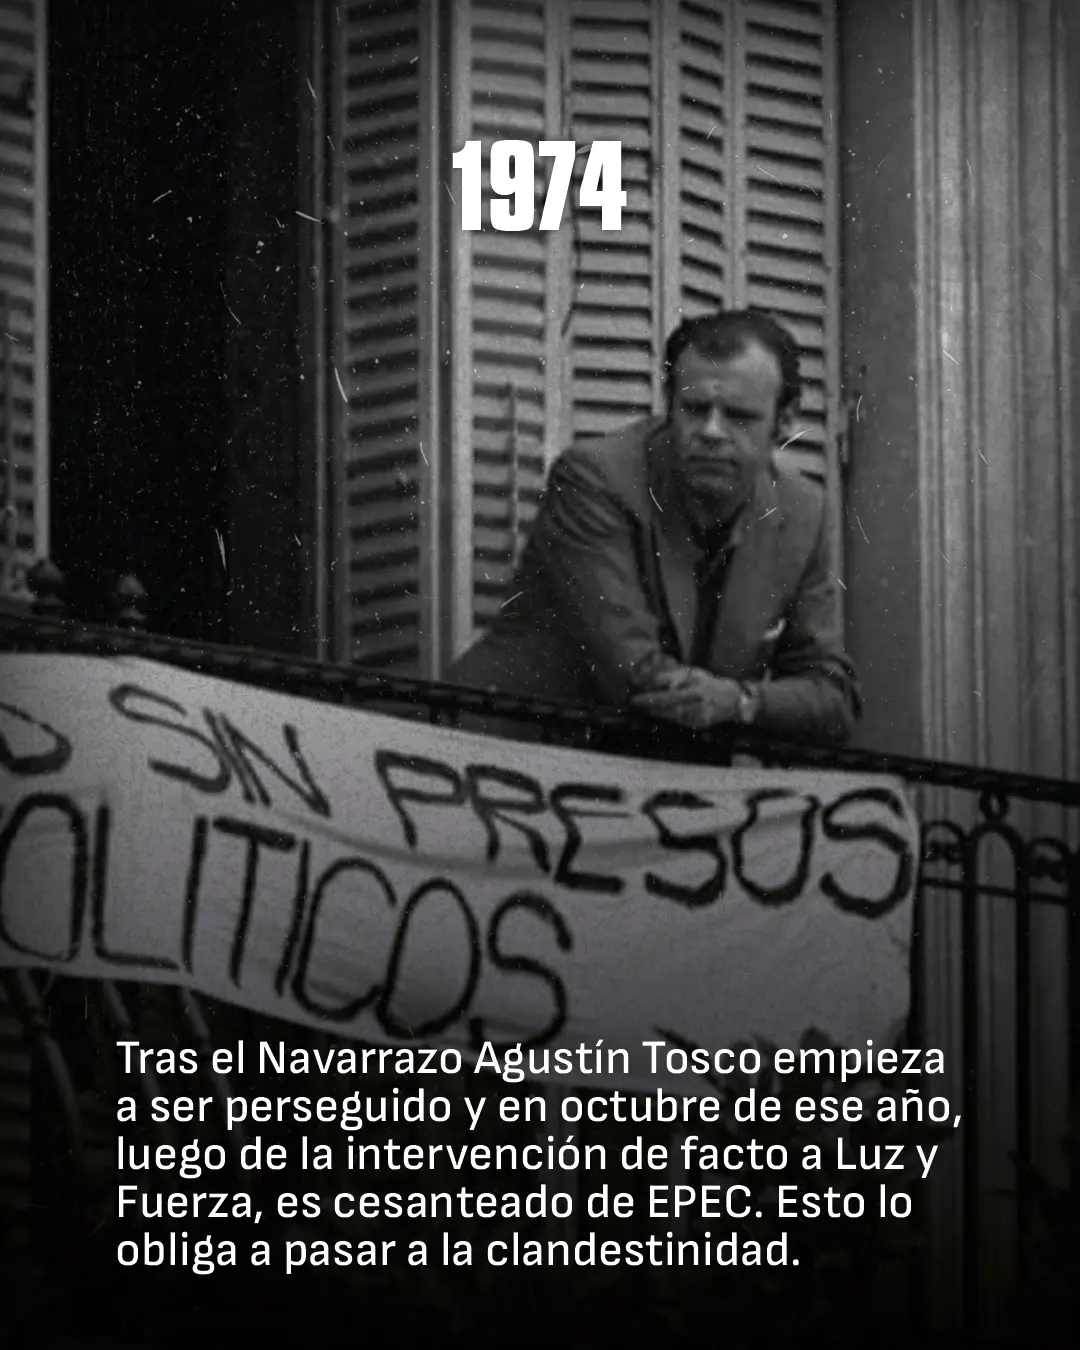 1974
SIN PRESOS
OLITICOS
Tras el Navarrazo Agustín Tosco empieza
a ser perseguido y en octubre de ese año,
luego de la intervención de facto a Luz y
Fuerza, es cesanteado de EPEC. Esto lo
obliga a pasar a la clandestinidad.